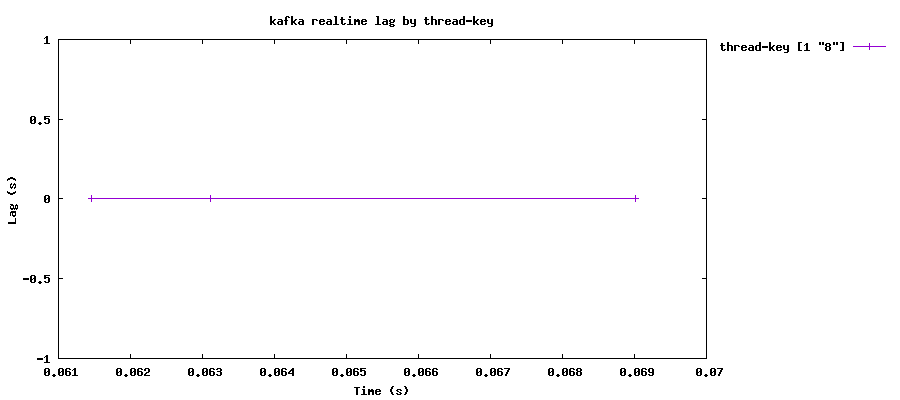 kafka realtime lag by thread-key
thread-key [1 "8"]
1
0.5
0
-0.5
-1
Lag (s)
0.061 0.062 0.063 0.064 0.065 0.066 0.067 0.068 0.069 0.07
Time (s)